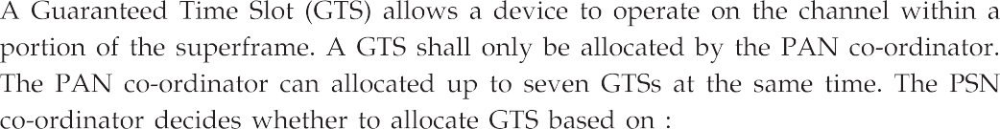 A Guaranteed Time Slot (GTS) allows a device to operate on the channel within a
portion of the superframe. A GTS shall only be allocated by the PAN co-ordinator.
The PAN co-ordinator can allocated up to seven GTSs at the same time. The PSN
co-ordinator decides whether to allocate GTS based on :